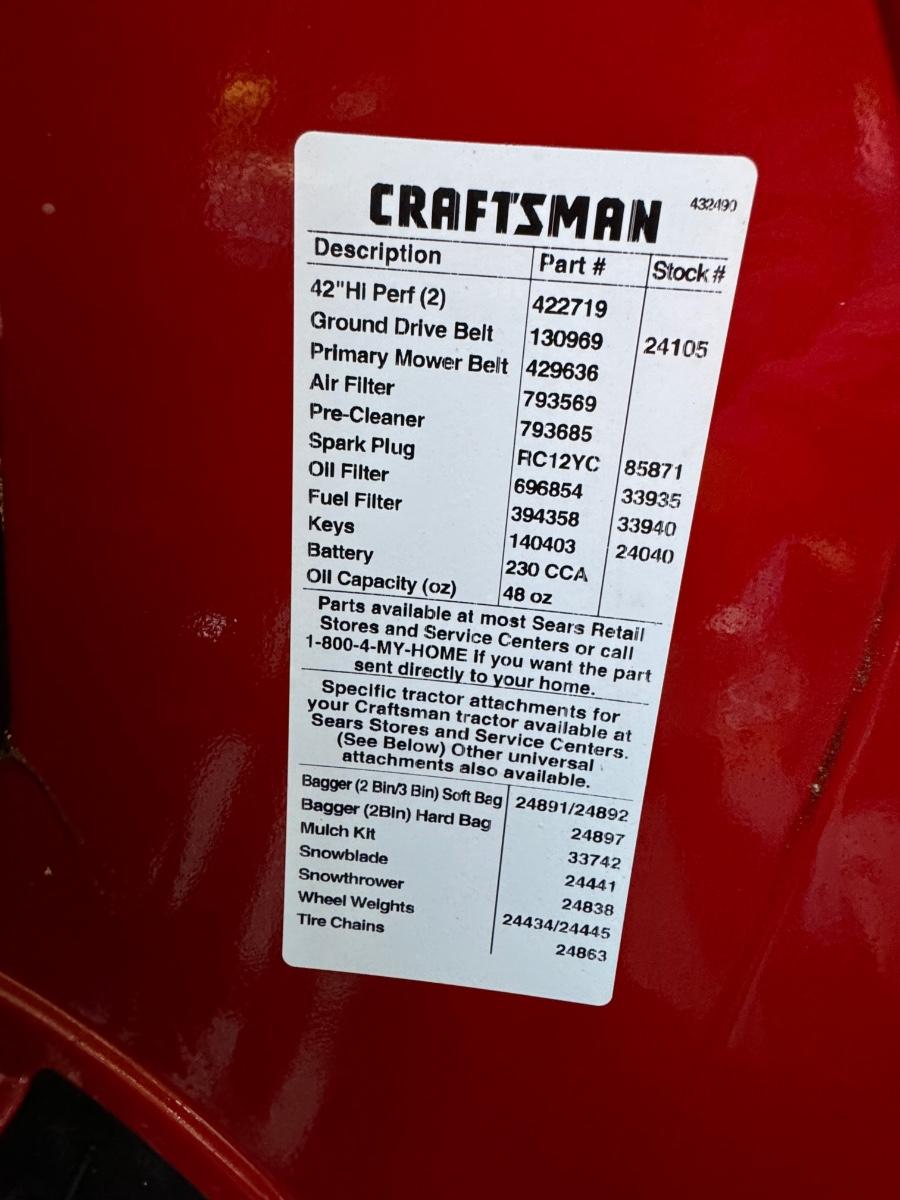 CRAFTSMAN 432490
Description Part # Stock #
42"HI Perf (2) 422719
Ground Drive Belt 130969 24105
Primary Mower Belt 429636
Air Filter 793569
Pre-Cleaner 793685
Spark Plug RC12YC 85871
Oil Filter 696854 33935
Fuel Filter 394358 33940
Keys 140403 24040
Battery 230 CCA
Oil Capacity (oz) 48 oz
Parts available at most Sears Retail
Stores and Service Centers or call
1-800-4-MY-HOME If you want the part
sent directly to your home.
Specific tractor attachments for
your Craftsman tractor available at
Sears Stores and Service Centers.
(See Below) Other universal
attachments also available.
Bagger (2 Bin/3 Bin) Soft Bag 24891/24892
Bagger (2Bin) Hard Bag 24897
Mulch Kit 33742
Snowblade 24441
Snowthrower 24838
Wheel Weights 24434/24445
Tire Chains 24863